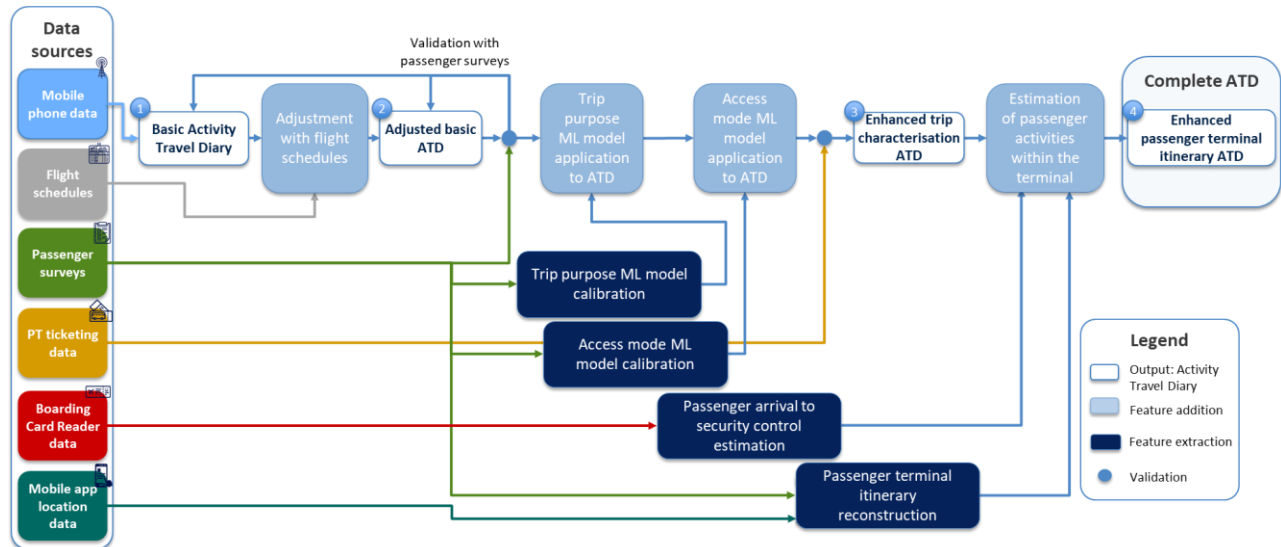 Data
sources
Mobile
phone data
Flight
schedules
Passenger
surveys
PT ticketing
data
Boarding
Card Reader
data
Mobile app
location
data
Validation with
passenger surveys
1
Basic Activity
Travel Diary
Adjustment
with flight
schedules
2
Adjusted basic
ATD
Trip
purpose
ML model
application
to ATD
Access
mode ML
model
application
to ATD
3
Enhanced trip
characterisation
ATD
Estimation
of passenger
activities
within the
terminal
Complete ATD
4
Enhanced
passenger terminal
itinerary ATD
Trip purpose ML model
calibration
Access mode ML
model calibration
Passenger arrival to
security control
estimation
Passenger terminal
itinerary
reconstruction
Legend
Output: Activity
Travel Diary
Feature addition
Feature extraction
Validation